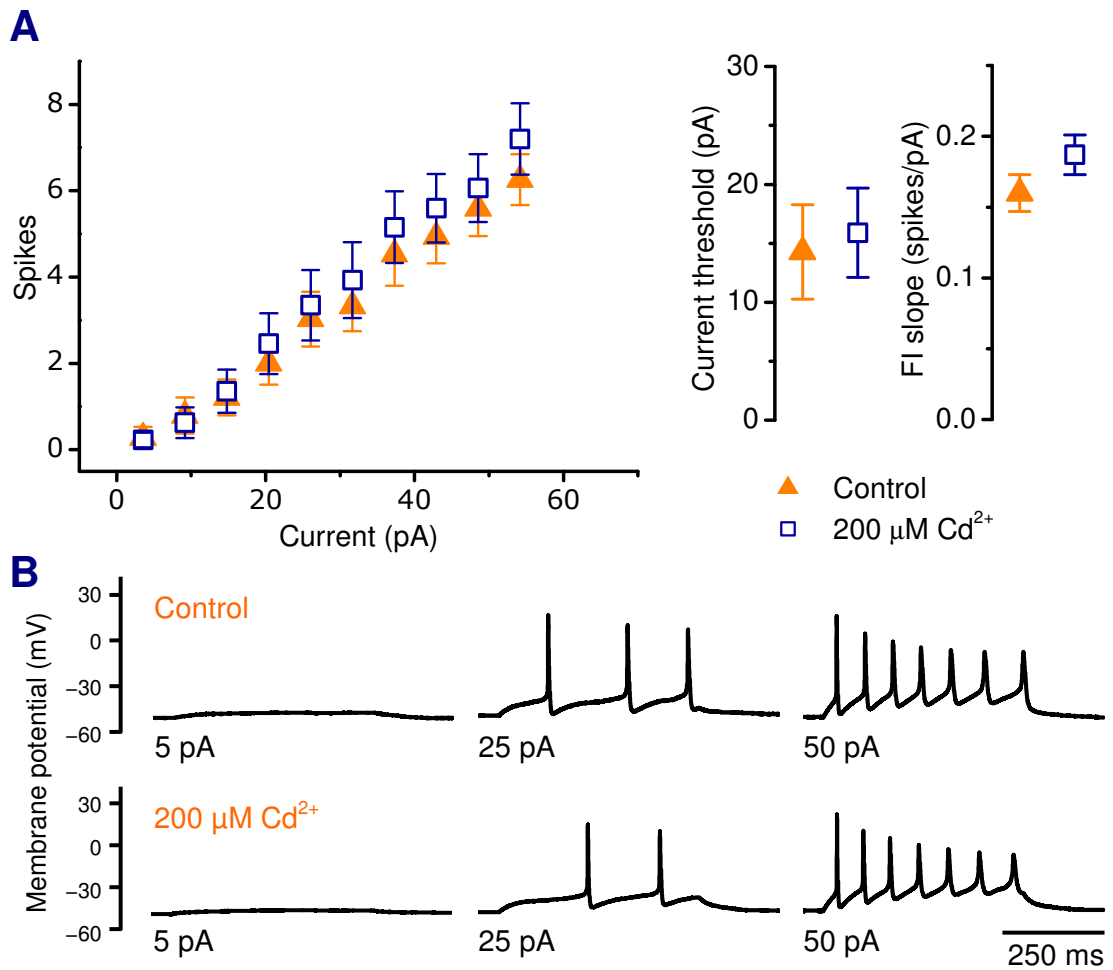 A
Spikes
8
6
4
2
0
0 20 40 60
Current (pA)
Current threshold (pA)
30
20
10
0
FI slope (spikes/pA)
0.2
0.1
0.0
Control
200 μM Cd²⁺
B
Membrane potential (mV)
30
0
−30
−60
Control
5 pA
25 pA
50 pA
30
0
−30
−60
200 μM Cd²⁺
5 pA
25 pA
50 pA
250 ms